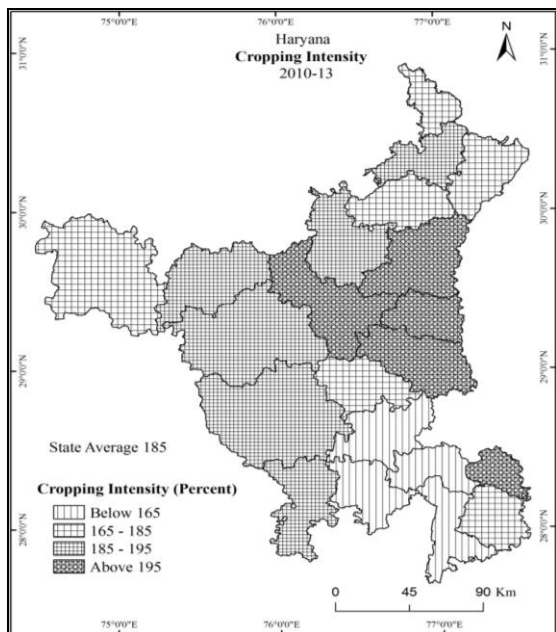 75°0'0"E 76°0'0"E 77°0'0"E
Haryana
Cropping Intensity
2010-13
N
31°0'0"N 31°0'0"N
30°0'0"N 30°0'0"N
29°0'0"N 29°0'0"N
28°0'0"N 28°0'0"N
State Average 185
Cropping Intensity (Percent)
Below 165
165 - 185
185 - 195
Above 195
0 45 90 Km
75°0'0"E 76°0'0"E 77°0'0"E